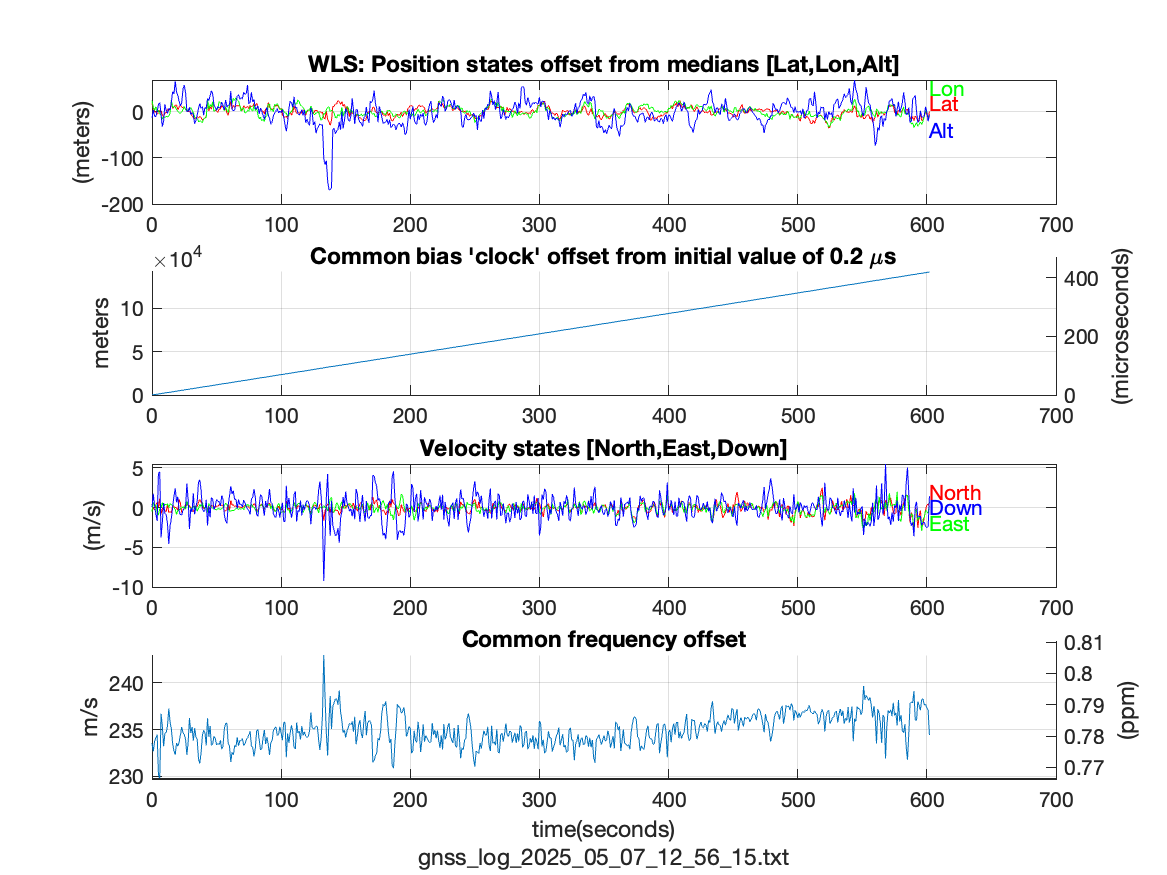 WLS: Position states offset from medians [Lat,Lon,Alt]
(meters)
0
-100
-200
0 100 200 300 400 500 600 700
Lon
Lat
Alt
Common bias 'clock' offset from initial value of 0.2 μs
×10⁴
meters
10
5
0
0 100 200 300 400 500 600 700
400
200
0
(microseconds)
Velocity states [North,East,Down]
(m/s)
5
0
-5
-10
0 100 200 300 400 500 600 700
North
Down
East
Common frequency offset
m/s
240
235
230
0 100 200 300 400 500 600 700
0.81
0.8
0.79
0.78
0.77
(ppm)
time(seconds)
gnss_log_2025_05_07_12_56_15.txt